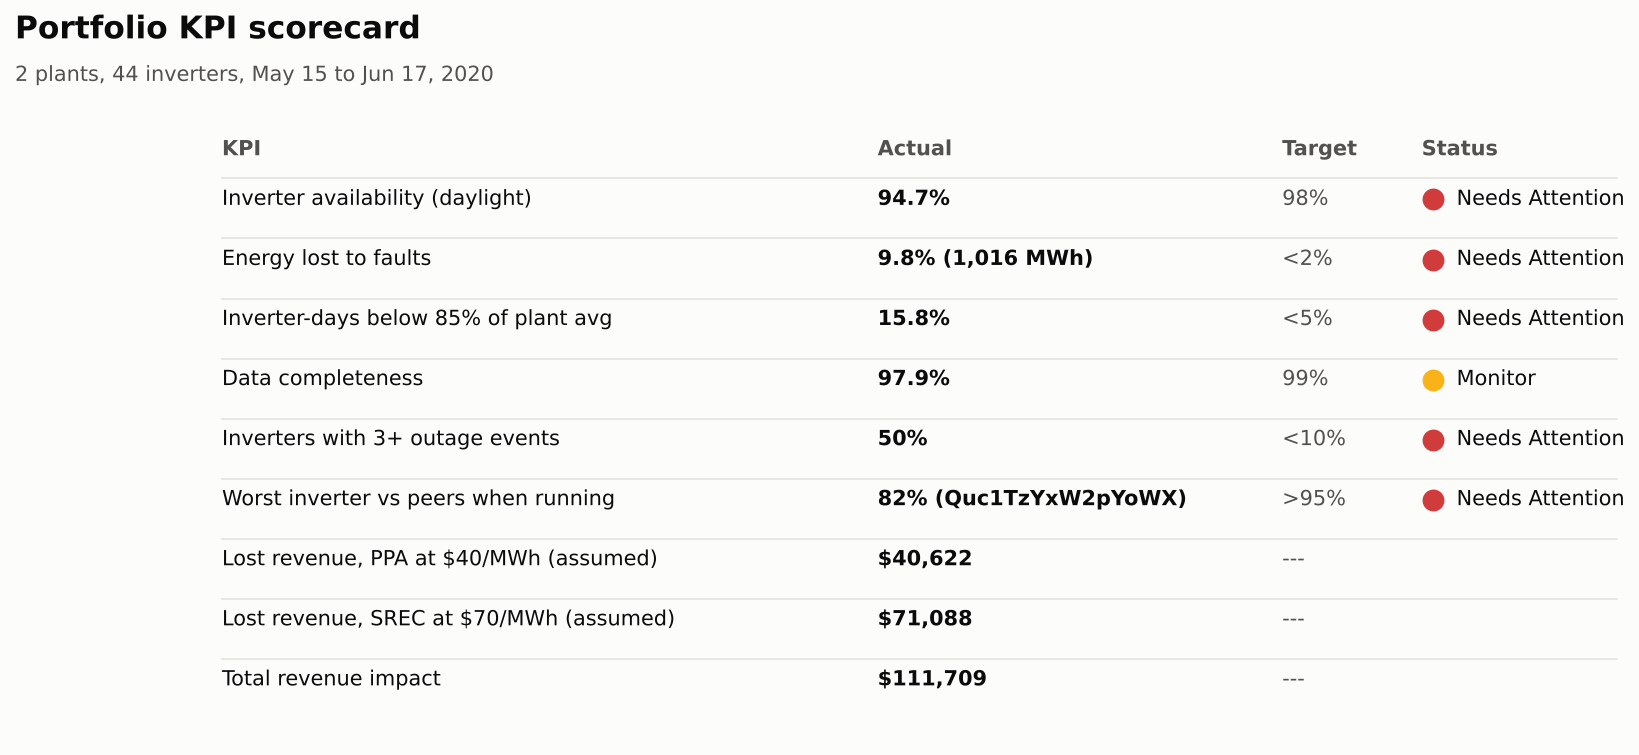 Portfolio KPI scorecard
2 plants, 44 inverters, May 15 to Jun 17, 2020
KPI Actual Target Status
Inverter availability (daylight) 94.7% 98% Needs Attention
Energy lost to faults 9.8% (1,016 MWh) <2% Needs Attention
Inverter-days below 85% of plant avg 15.8% <5% Needs Attention
Data completeness 97.9% 99% Monitor
Inverters with 3+ outage events 50% <10% Needs Attention
Worst inverter vs peers when running 82% (Quc1TzYxW2pYoWX) >95% Needs Attention
Lost revenue, PPA at $40/MWh (assumed) $40,622 ---
Lost revenue, SREC at $70/MWh (assumed) $71,088 ---
Total revenue impact $111,709 ---